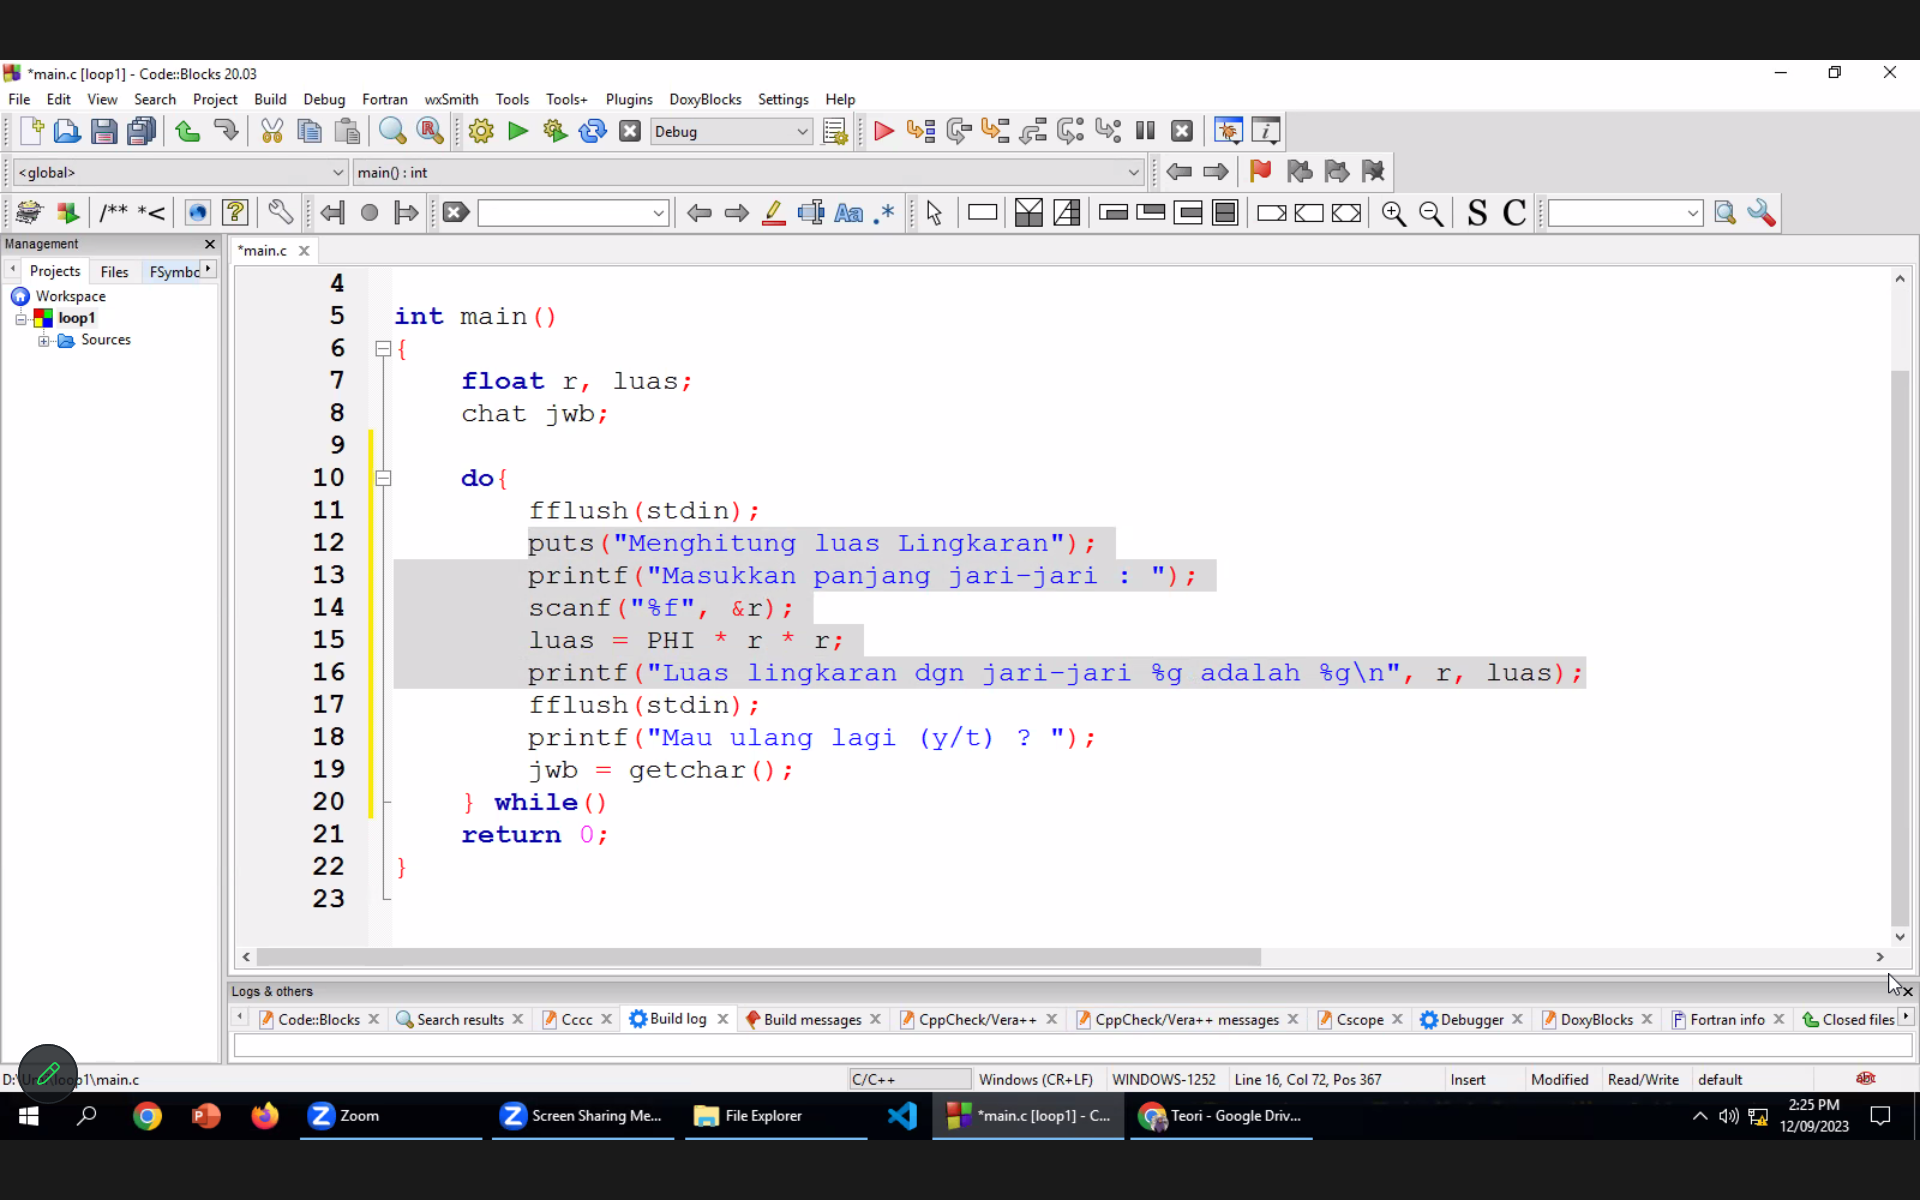 *main.c [loop1] - Code::Blocks 20.03
File Edit View Search Project Build Debug Fortran wxSmith Tools Tools+ Plugins DoxyBlocks Settings Help
Debug
<global> main() : int
/** *< Aa .* S C
Management
Projects Files FSymbo
Workspace
loop1
Sources
*main.c
4
5 int main()
6 {
7 float r, luas;
8 chat jwb;
9
10 do{
11 fflush(stdin);
12 puts("Menghitung luas Lingkaran");
13 printf("Masukkan panjang jari-jari : ");
14 scanf("%f", &r);
15 luas = PHI * r * r;
16 printf("Luas lingkaran dgn jari-jari %g adalah %g\n", r, luas);
17 fflush(stdin);
18 printf("Mau ulang lagi (y/t) ? ");
19 jwb = getchar();
20 } while()
21 return 0;
22 }
23
Logs & others
Code::Blocks Search results Cccc Build log Build messages CppCheck/Vera++ CppCheck/Vera++ messages Cscope Debugger DoxyBlocks Fortran info Closed files
loop1\main.c C/C++ Windows (CR+LF) WINDOWS-1252 Line 16, Col 72, Pos 367 Insert Modified Read/Write default
Zoom Screen Sharing Me... File Explorer *main.c [loop1] - C... Teori - Google Driv...
2:25 PM
12/09/2023